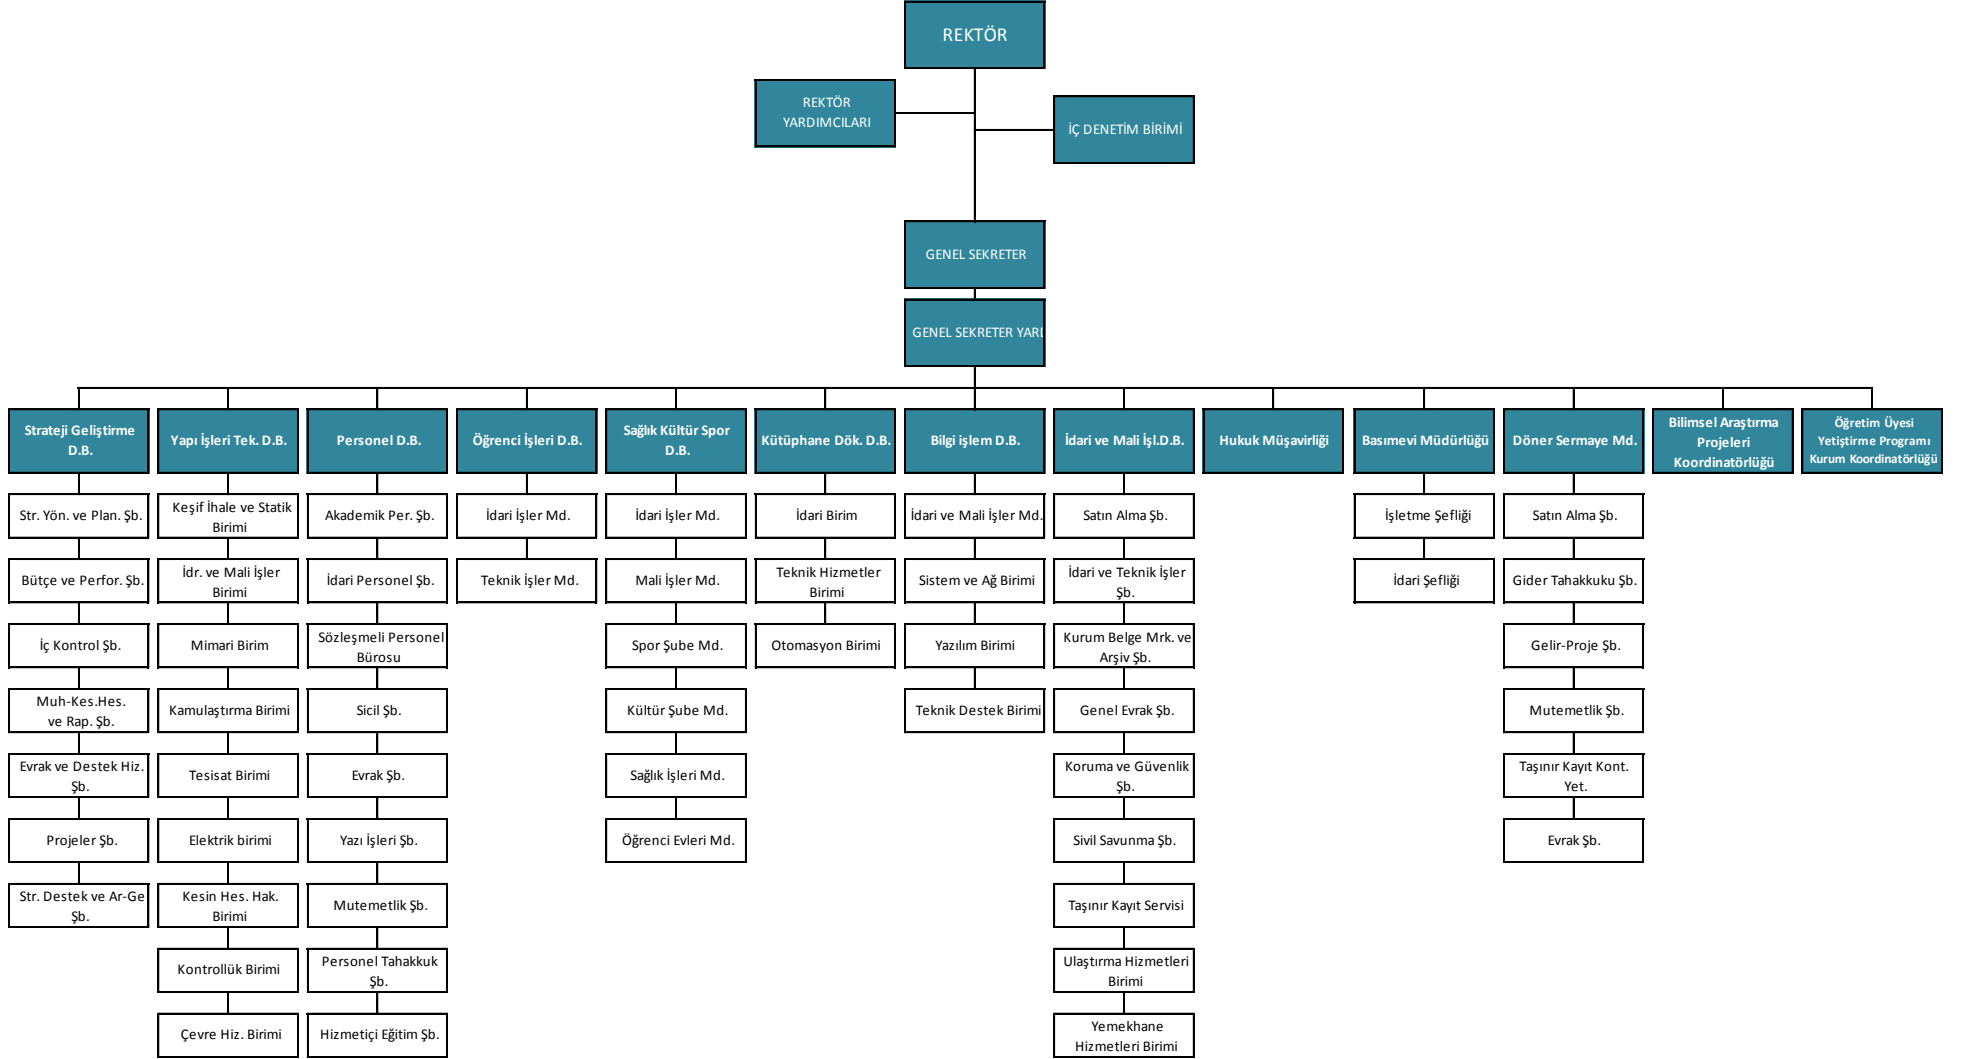 REKTÖR
REKTÖR
YARDIMCILARI
İÇ DENETİM BİRİMİ
GENEL SEKRETER
GENEL SEKRETER YARD
Strateji Geliştirme
D.B.
Yapı İşleri Tek. D.B.
Personel D.B.
Öğrenci İşleri D.B.
Sağlık Kültür Spor
D.B.
Kütüphane Dök. D.B.
Bilgi işlem D.B.
İdari ve Mali İşl.D.B.
Hukuk Müşavirliği
Basımevi Müdürlüğü
Döner Sermaye Md.
Bilimsel Araştırma
Projeleri
Koordinatörlüğü
Öğretim Üyesi
Yetiştirme Programı
Kurum Koordinatörlüğü
Str. Yön. ve Plan. Şb.
Keşif İhale ve Statik
Birimi
Akademik Per. Şb.
İdari İşler Md.
İdari İşler Md.
İdari Birim
İdari ve Mali İşler Md.
Satın Alma Şb.
İşletme Şefliği
Satın Alma Şb.
Bütçe ve Perfor. Şb.
İdr. ve Mali İşler
Birimi
İdari Personel Şb.
Teknik İşler Md.
Mali İşler Md.
Teknik Hizmetler
Birimi
Sistem ve Ağ Birimi
İdari ve Teknik İşler
Şb.
İdari Şefliği
Gider Tahakkuku Şb.
İç Kontrol Şb.
Mimari Birim
Sözleşmeli Personel
Bürosu
Spor Şube Md.
Otomasyon Birimi
Yazılım Birimi
Kurum Belge Mrk. ve
Arşiv Şb.
Gelir-Proje Şb.
Muh-Kes.Hes.
ve Rap. Şb.
Kamulaştırma Birimi
Sicil Şb.
Kültür Şube Md.
Teknik Destek Birimi
Genel Evrak Şb.
Mutemetlik Şb.
Evrak ve Destek Hiz.
Şb.
Tesisat Birimi
Evrak Şb.
Sağlık İşleri Md.
Koruma ve Güvenlik
Şb.
Taşınır Kayıt Kont.
Yet.
Projeler Şb.
Elektrik birimi
Yazı İşleri Şb.
Öğrenci Evleri Md.
Sivil Savunma Şb.
Evrak Şb.
Str. Destek ve Ar-Ge
Şb.
Kesin Hes. Hak.
Birimi
Mutemetlik Şb.
Taşınır Kayıt Servisi
Kontrollük Birimi
Personel Tahakkuk
Şb.
Ulaştırma Hizmetleri
Birimi
Çevre Hiz. Birimi
Hizmetiçi Eğitim Şb.
Yemekhane
Hizmetleri Birimi